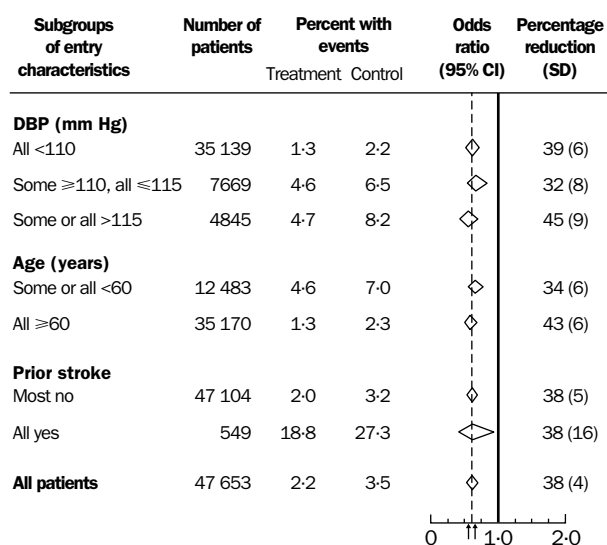 Subgroups of entry characteristics Number of patients Percent with events Odds ratio (95% CI) Percentage reduction (SD)
Treatment Control
DBP (mm Hg)
All <110 35 139 1·3 2·2 39 (6)
Some ⩾110, all ⩽115 7669 4·6 6·5 32 (8)
Some or all >115 4845 4·7 8·2 45 (9)
Age (years)
Some or all <60 12 483 4·6 7·0 34 (6)
All ⩾60 35 170 1·3 2·3 43 (6)
Prior stroke
Most no 47 104 2·0 3·2 38 (5)
All yes 549 18·8 27·3 38 (16)
All patients 47 653 2·2 3·5 38 (4)
0 1·0 2·0